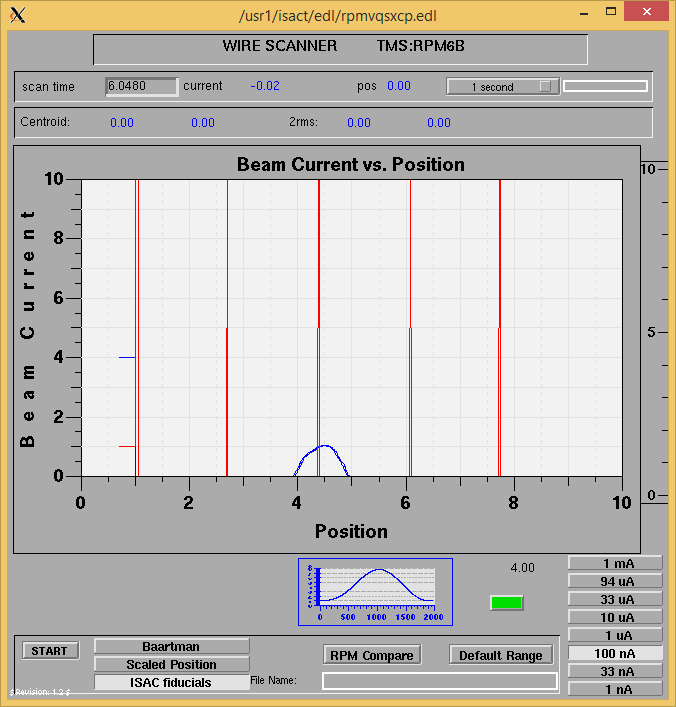 /usr1/isact/edl/rpmvqsxcp.edl
WIRE SCANNER TMS:RPM6B
scan time 6.0480 current -0.02 pos 0.00 1 second
Centroid: 0.00 0.00 2rms: 0.00 0.00
Beam Current vs. Position
10
8
6
4
2
0
Beam Current
0 2 4 6 8 10
Position
10
5
0
8
0 500 1000 1500 2000
4.00
1 mA
94 uA
33 uA
10 uA
1 uA
100 nA
33 nA
1 nA
START
Baartman
Scaled Position
ISAC fiducials
RPM Compare
Default Range
File Name:
$Revision: 1.2 $